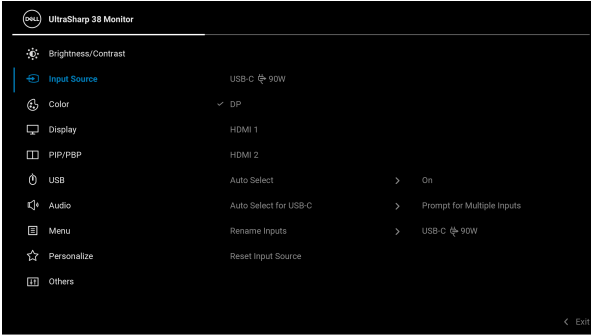 DELL UltraSharp 38 Monitor
Brightness/Contrast
Input Source USB-C 90W
Color DP
Display HDMI 1
PIP/PBP HDMI 2
USB Auto Select On
Audio Auto Select for USB-C Prompt for Multiple Inputs
Menu Rename Inputs USB-C 90W
Personalize Reset Input Source
Others
Exit